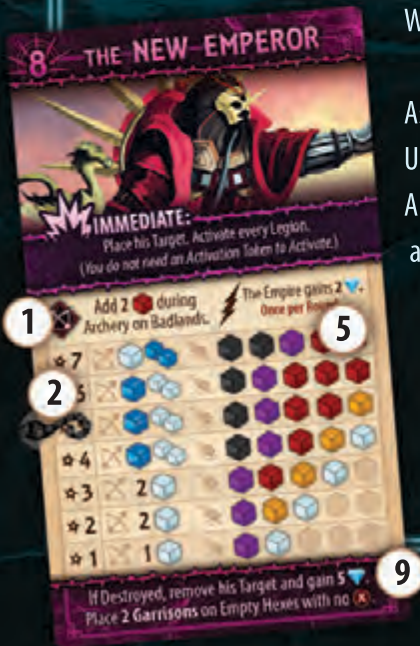 8 THE NEW EMPEROR
W
A
U
A
a
IMMEDIATE:
Place his Target. Activate every Legion.
(You do not need an Activation Token to Activate.)
1
Add 2 during
Archery on Badlands.
The Empire gains 2 .
Once per
5
7
2
4
3 2
2 2
1 1
9
If Destroyed, remove his Target and gain 5 .
Place 2 Garrisons on Empty Hexes with no .